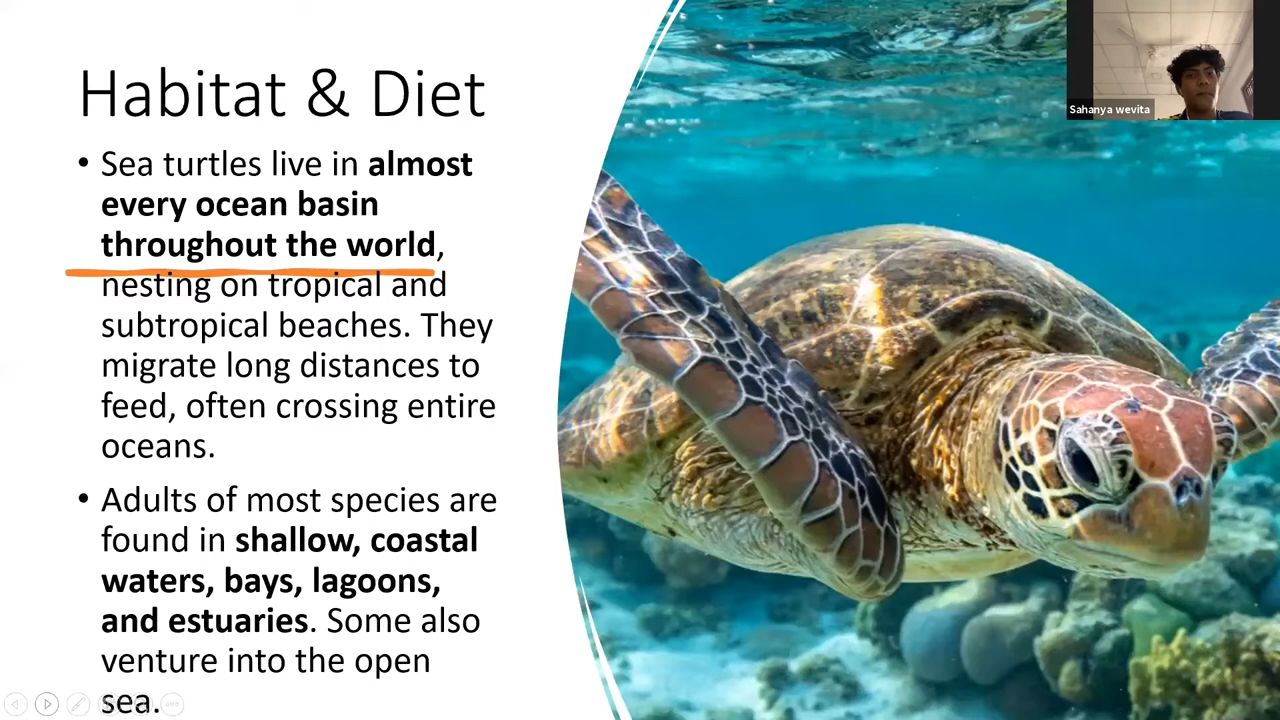 Habitat & Diet
• Sea turtles live in almost
every ocean basin
throughout the world,
nesting on tropical and
subtropical beaches. They
migrate long distances to
feed, often crossing entire
oceans.
• Adults of most species are
found in shallow, coastal
waters, bays, lagoons,
and estuaries. Some also
venture into the open
sea.
Sahanya wevita